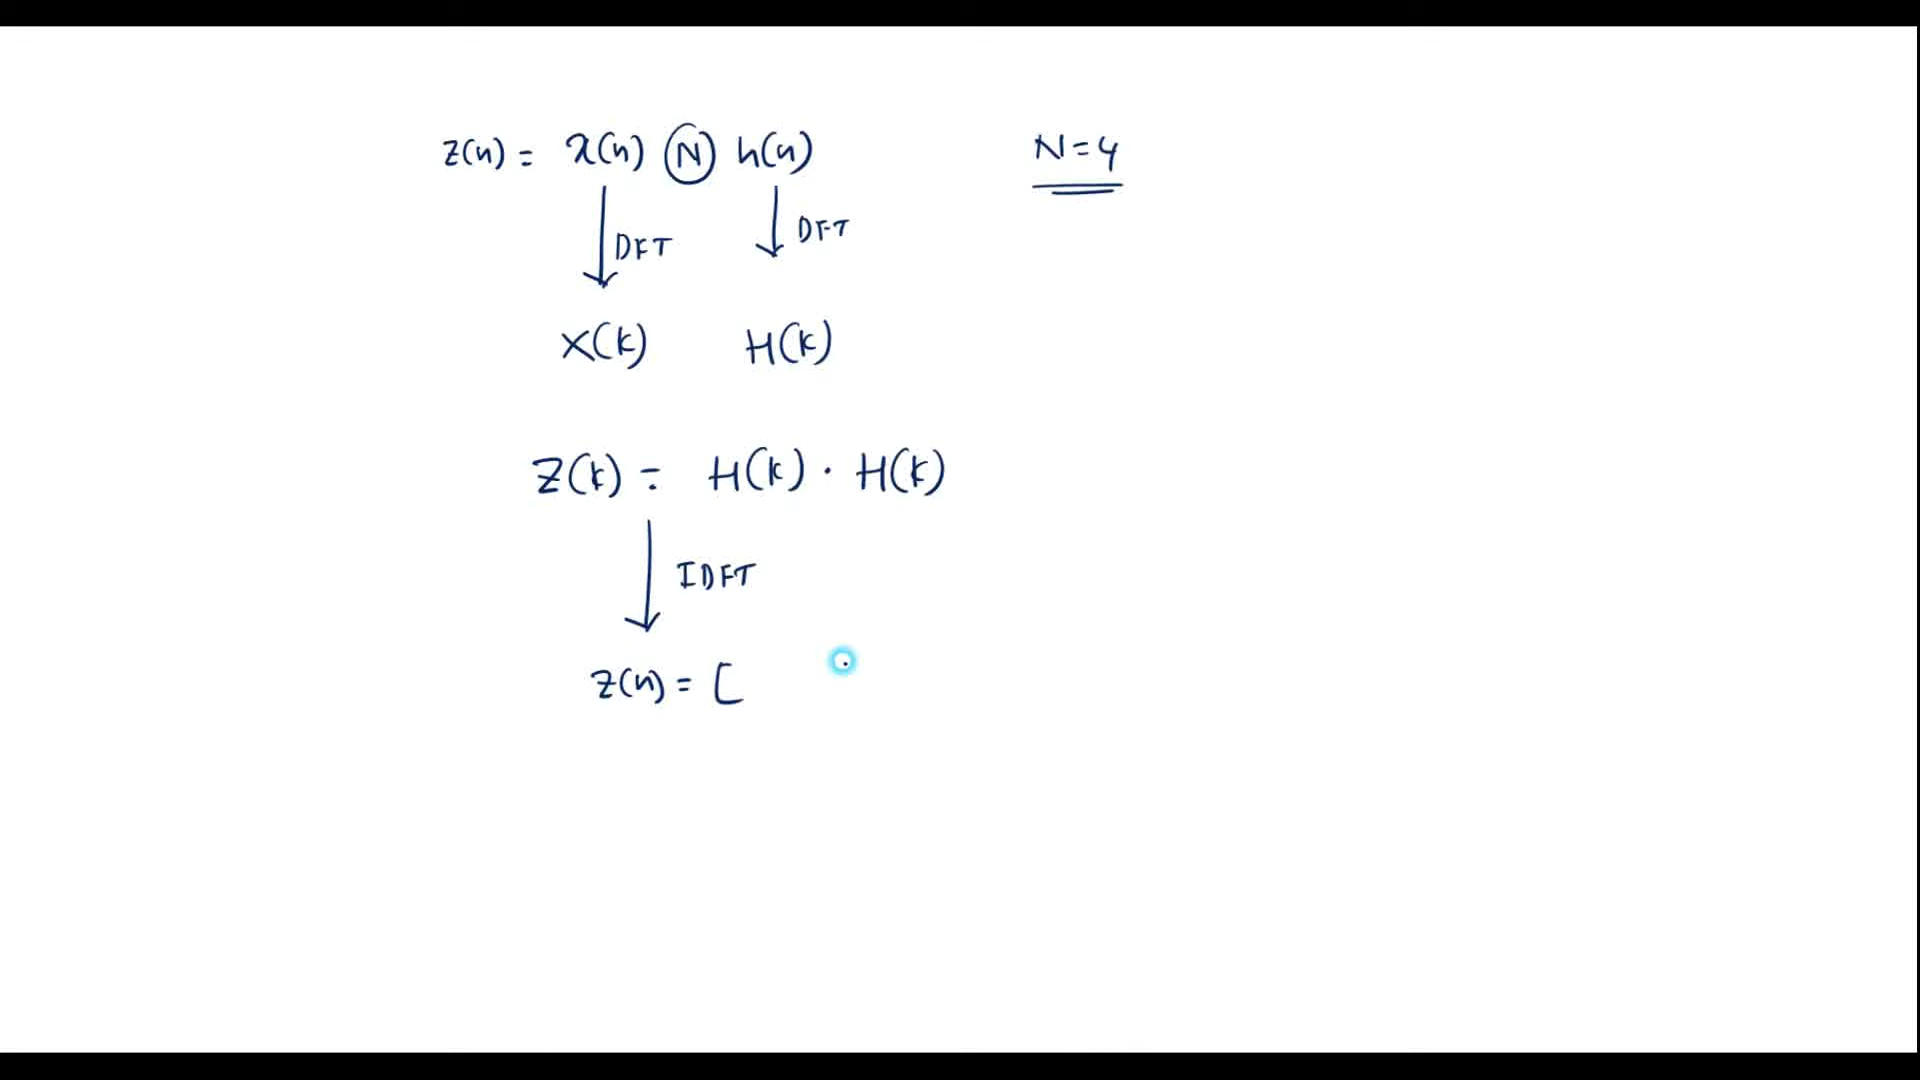 z(n) = x(n) Ⓝ h(n) N=4
DFT DFT
X(k) H(k)
Z(k) = H(k) · H(k)
IDFT
z(n) = [